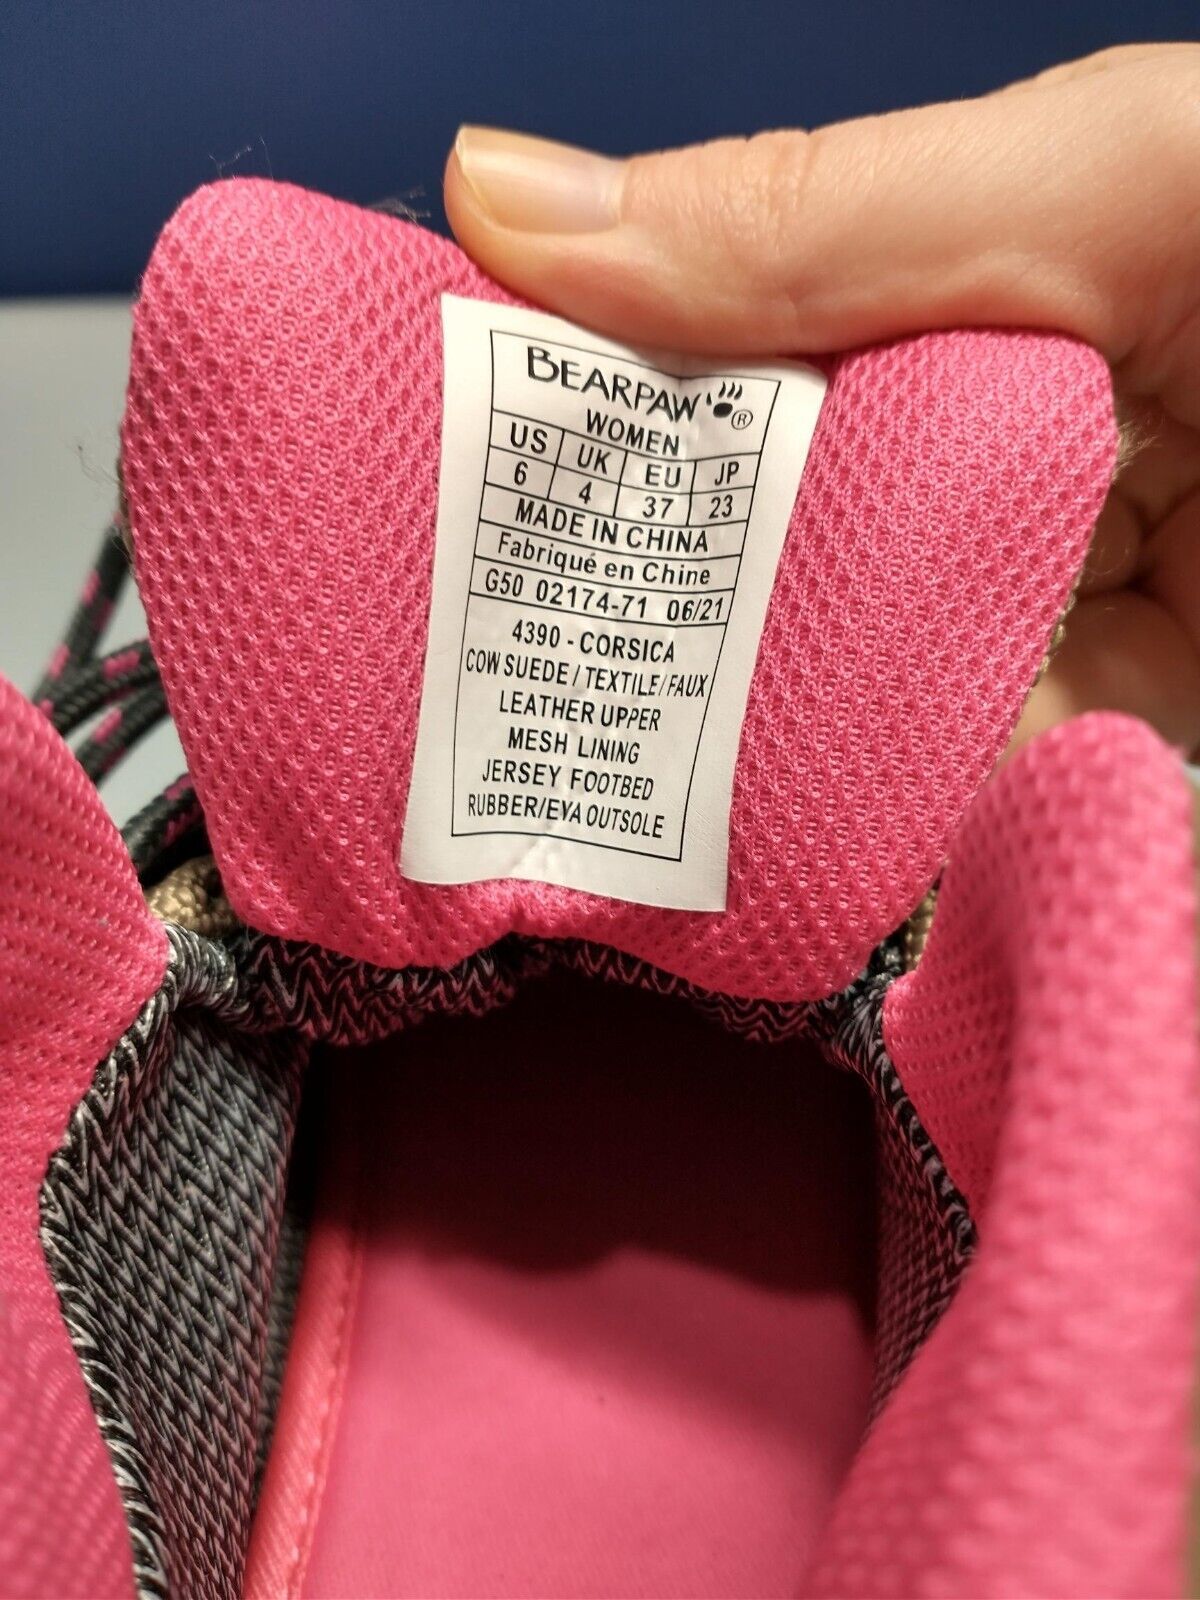 BEARPAW ®
WOMEN
US UK EU JP
6 4 37 23
MADE IN CHINA
Fabriqué en Chine
G50 02174-71 06/21
4390 - CORSICA
COW SUEDE / TEXTILE / FAUX
LEATHER UPPER
MESH LINING
JERSEY FOOTBED
RUBBER/EVA OUTSOLE